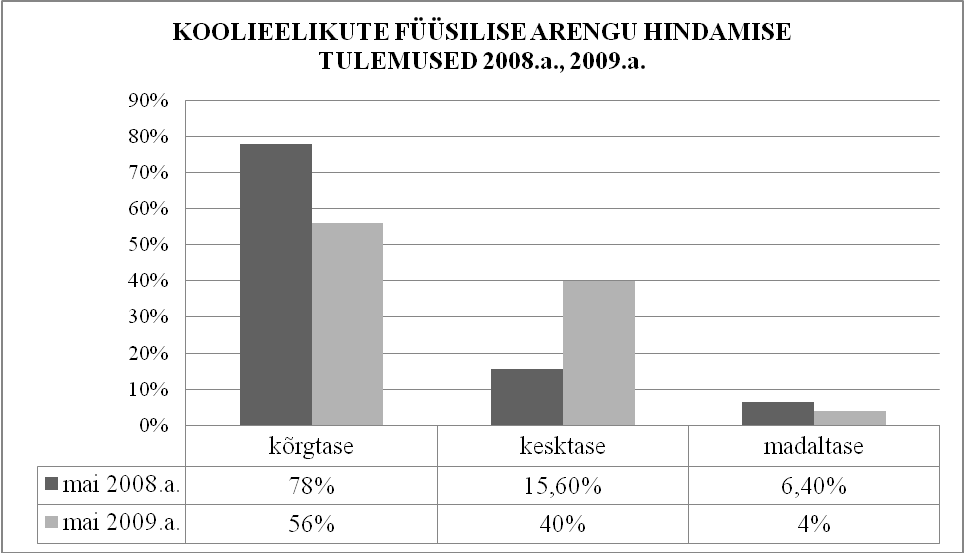 KOOLIEELIKUTE FÜÜSILISE ARENGU HINDAMISE
TULEMUSED 2008.a., 2009.a.
90%
80%
70%
60%
50%
40%
30%
20%
10%
0%
kõrgtase kesktase madaltase
mai 2008.a. 78% 15,60% 6,40%
mai 2009.a. 56% 40% 4%